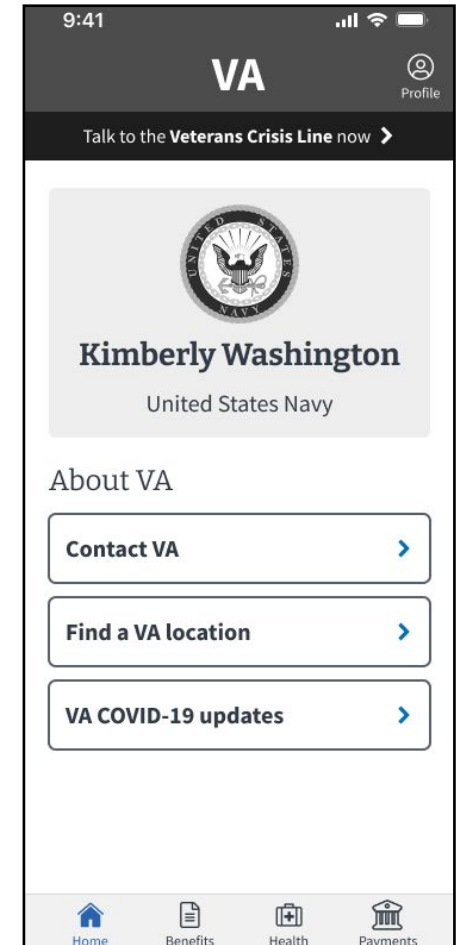 9:41
VA
Profile
Talk to the Veterans Crisis Line now
UNITED STATES
NAVY
Kimberly Washington
United States Navy
About VA
Contact VA
Find a VA location
VA COVID-19 updates
Home Benefits Health Payments